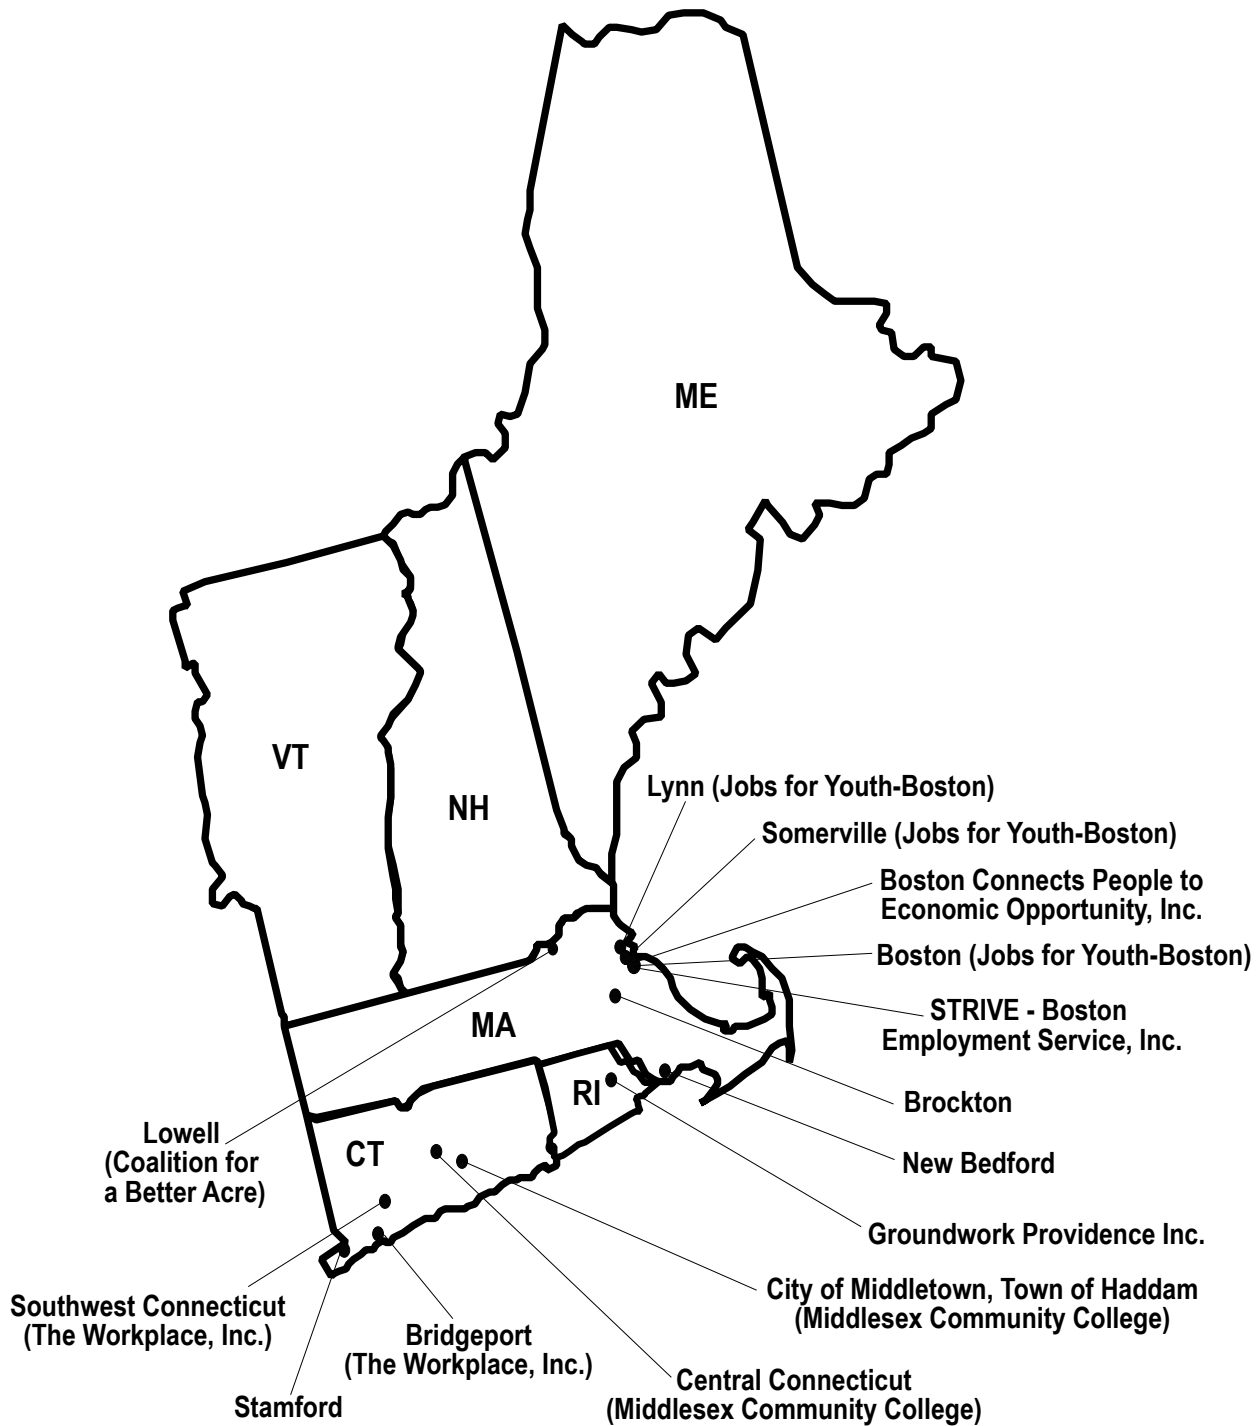 ME
VT
NH
Lynn (Jobs for Youth-Boston)
Somerville (Jobs for Youth-Boston)
Boston Connects People to
Economic Opportunity, Inc.
Boston (Jobs for Youth-Boston)
STRIVE - Boston
Employment Service, Inc.
MA
RI
Brockton
New Bedford
CT
Lowell
(Coalition for
a Better Acre)
Groundwork Providence Inc.
City of Middletown, Town of Haddam
(Middlesex Community College)
Southwest Connecticut
(The Workplace, Inc.)
Bridgeport
(The Workplace, Inc.)
Central Connecticut
(Middlesex Community College)
Stamford